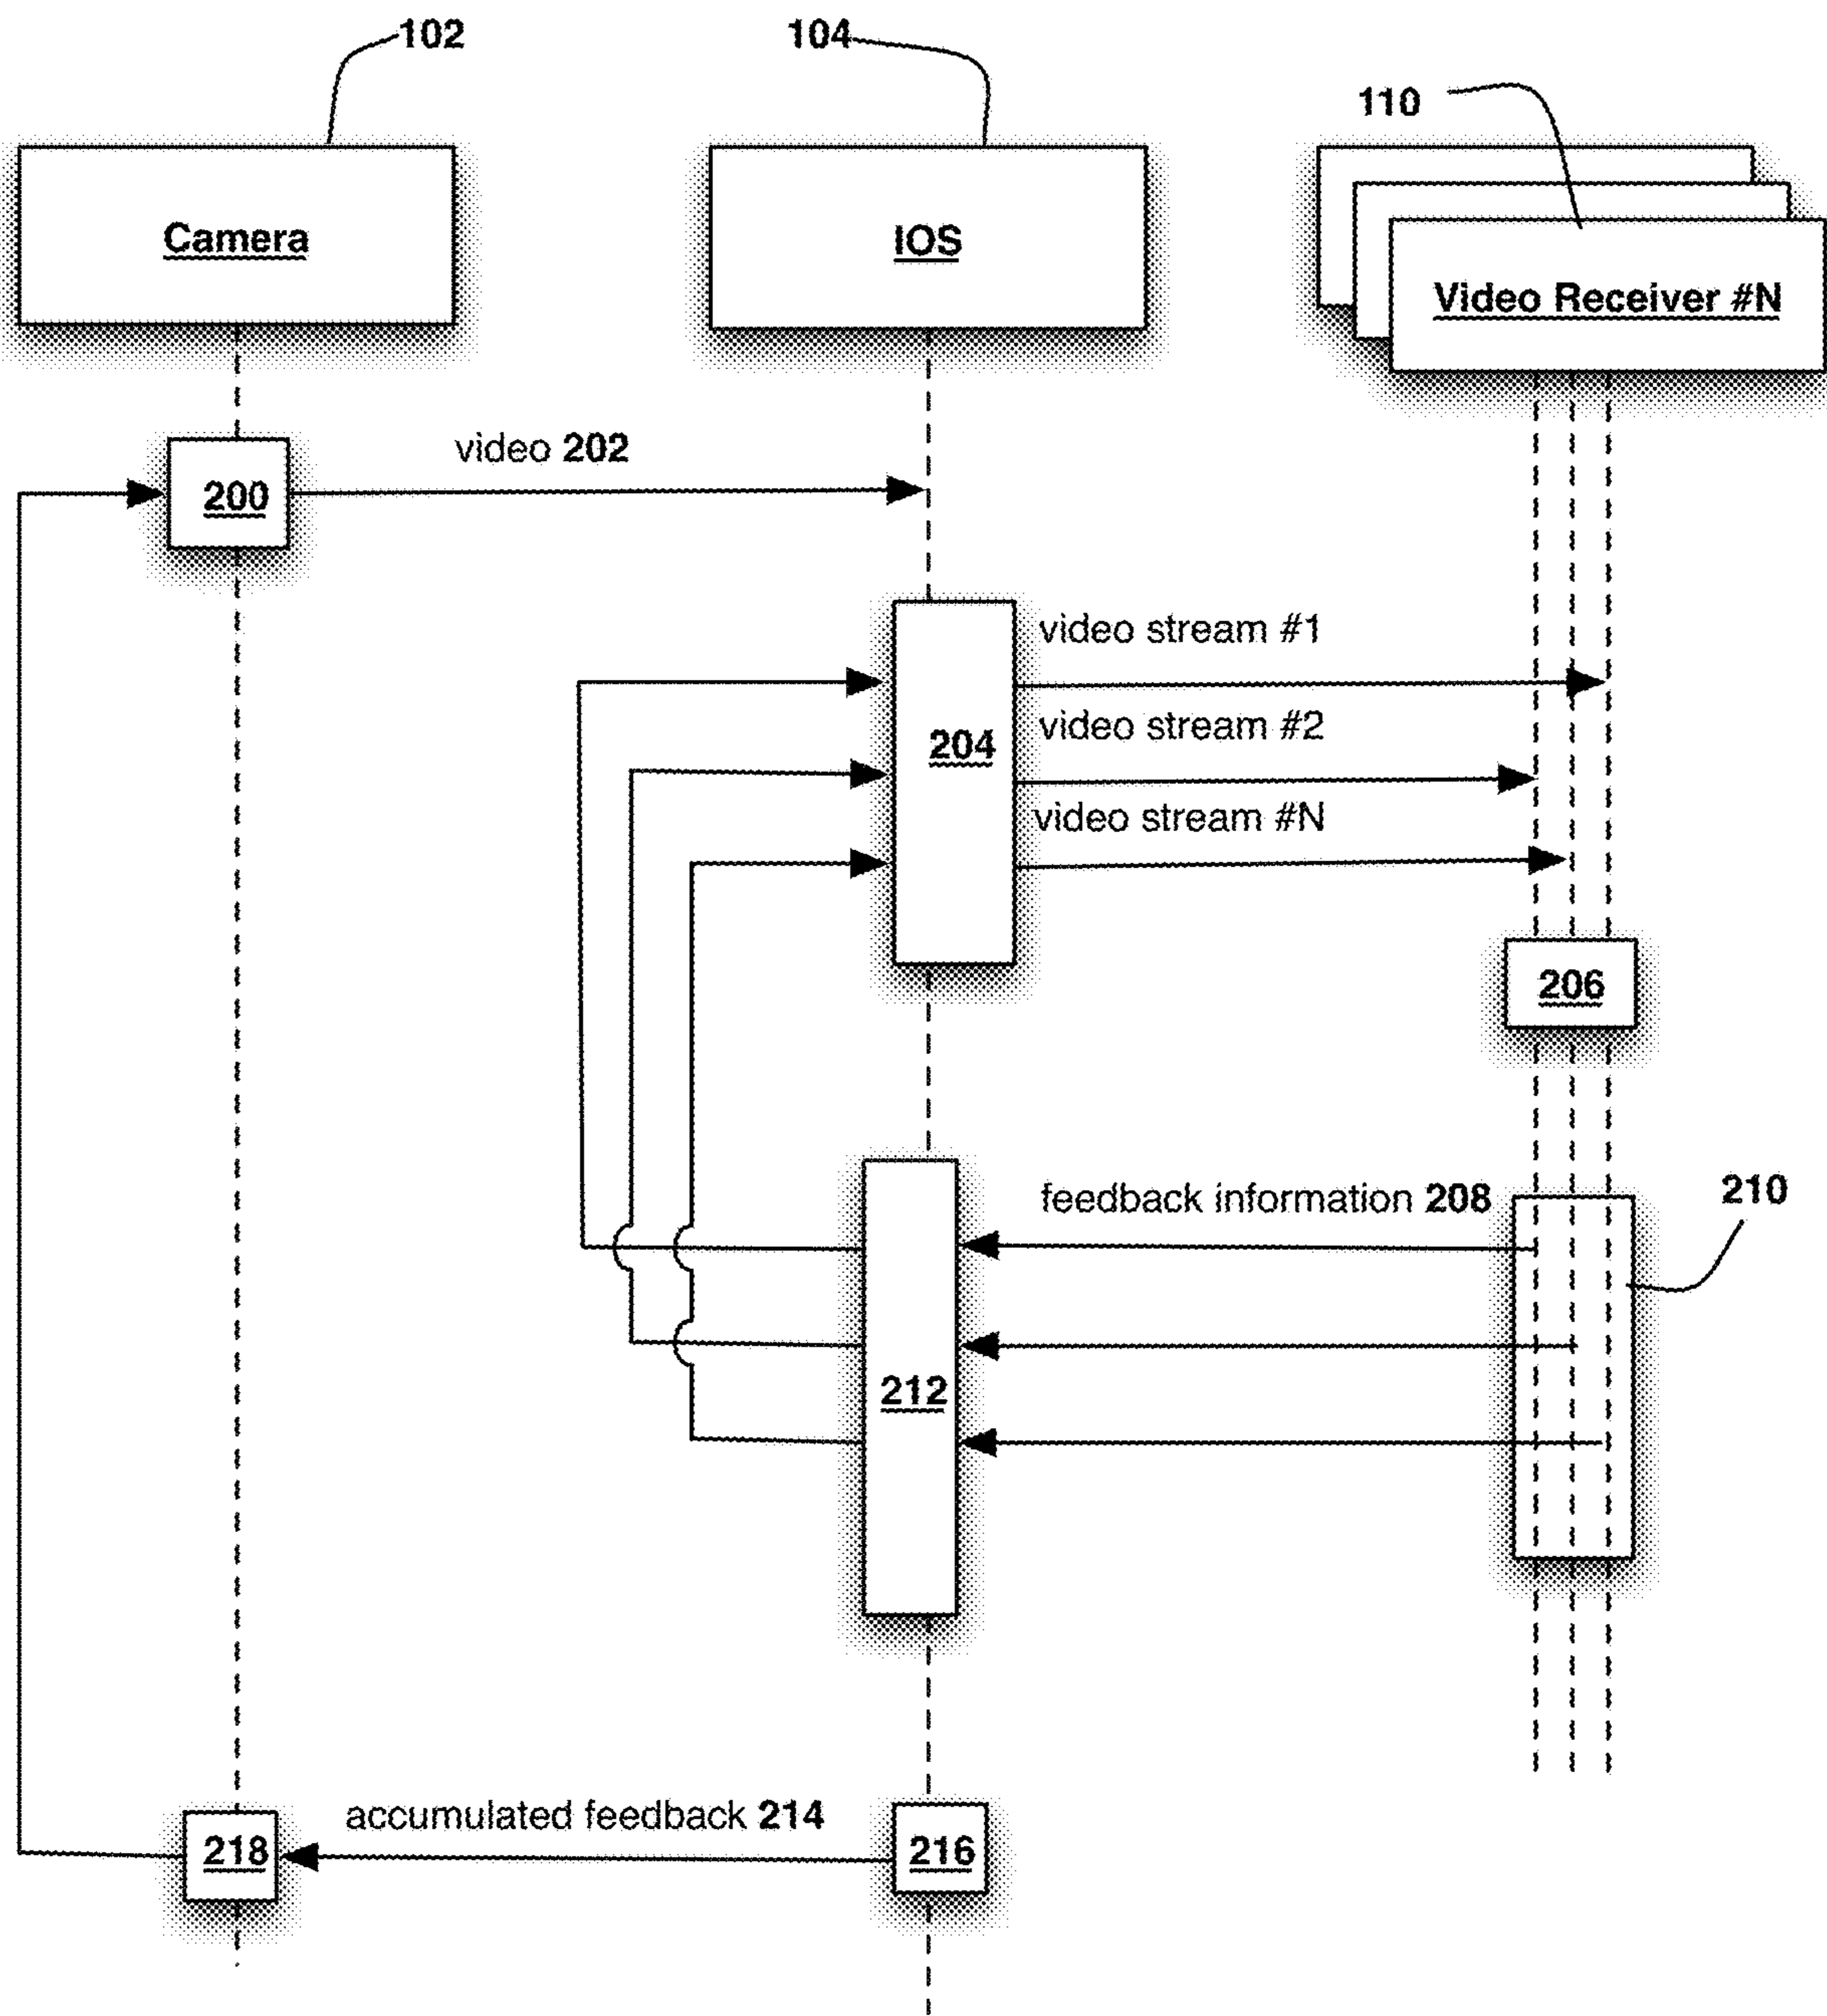 102
104
110
Camera
IOS
Video Receiver #N
video 202
200
video stream #1
video stream #2
204
video stream #N
206
feedback information 208
210
212
accumulated feedback 214
218
216